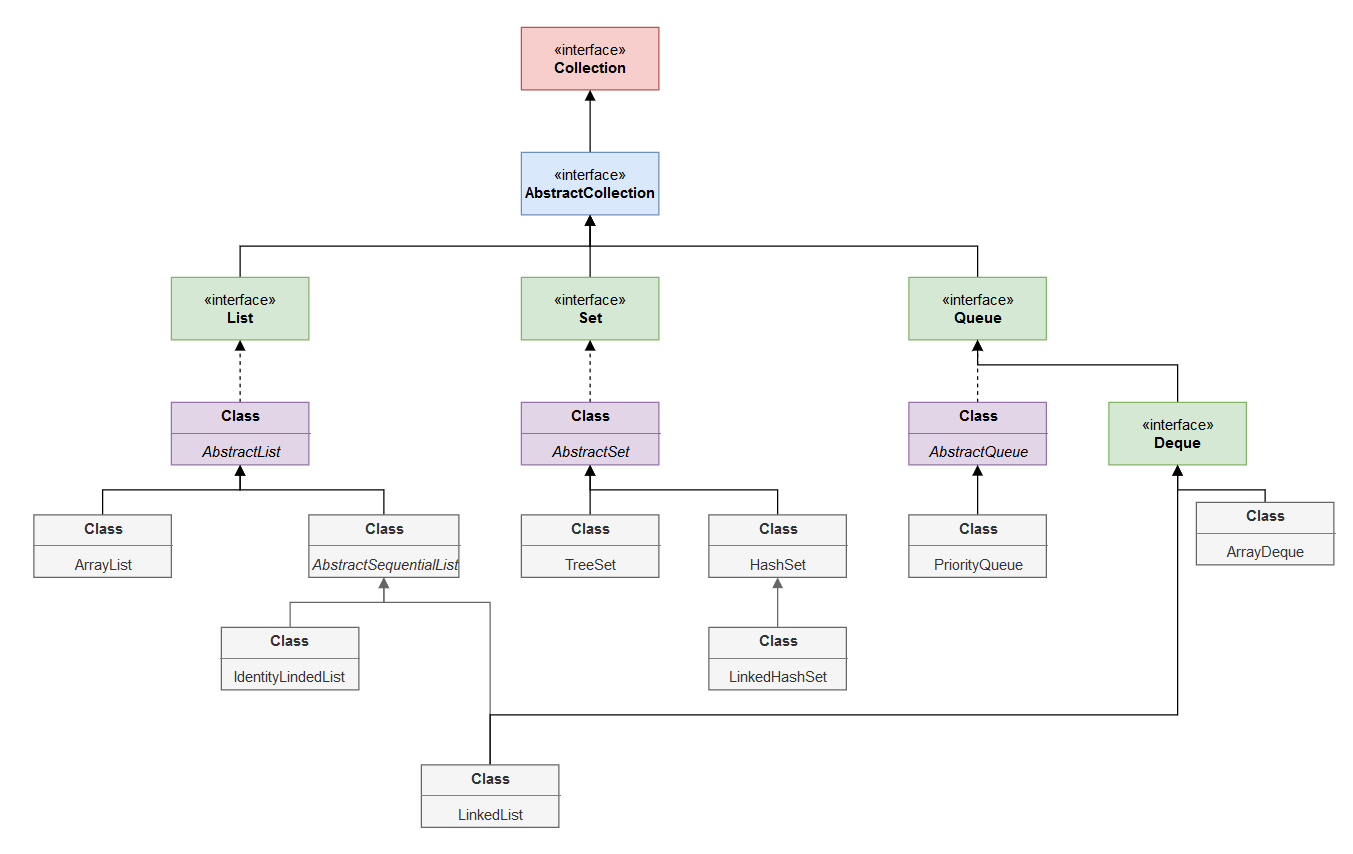 «interface»
Collection
«interface»
AbstractCollection
«interface»
List
«interface»
Set
«interface»
Queue
Class
AbstractList
Class
AbstractSet
Class
AbstractQueue
«interface»
Deque
Class
ArrayList
Class
AbstractSequentialList
Class
TreeSet
Class
HashSet
Class
PriorityQueue
Class
ArrayDeque
Class
IdentityLindedList
Class
LinkedHashSet
Class
LinkedList